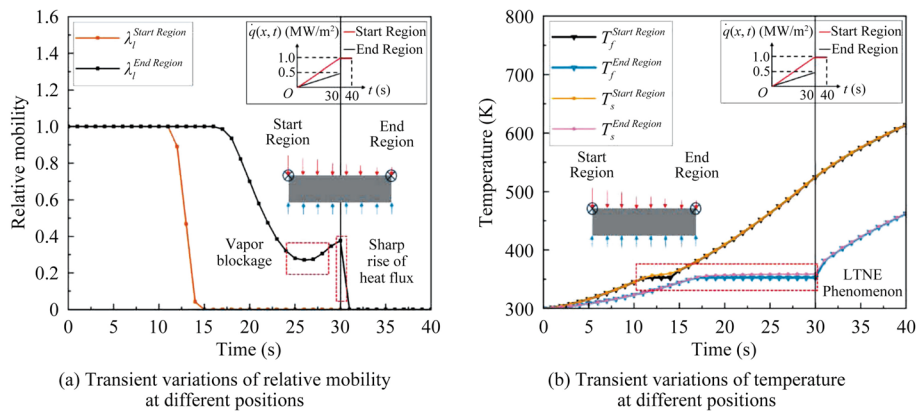 1.6
1.4
1.2
1.0
0.8
0.6
0.4
0.2
0
Relative mobility
λ_l^Start Region
λ_l^End Region
q̇(x, t) (MW/m²)
Start Region
End Region
1.0
0.5
O
30
40
t (s)
Start
Region
End
Region
Vapor
blockage
Sharp
rise of
heat flux
0 5 10 15 20 25 30 35 40
Time (s)
(a) Transient variations of relative mobility
at different positions
800
700
600
500
400
300
Temperature (K)
T_f^Start Region
T_f^End Region
T_s^Start Region
T_s^End Region
q̇(x, t) (MW/m²)
Start Region
End Region
1.0
0.5
O
30
40
t (s)
Start
Region
End
Region
LTNE
Phenomenon
0 5 10 15 20 25 30 35 40
Time (s)
(b) Transient variations of temperature
at different positions